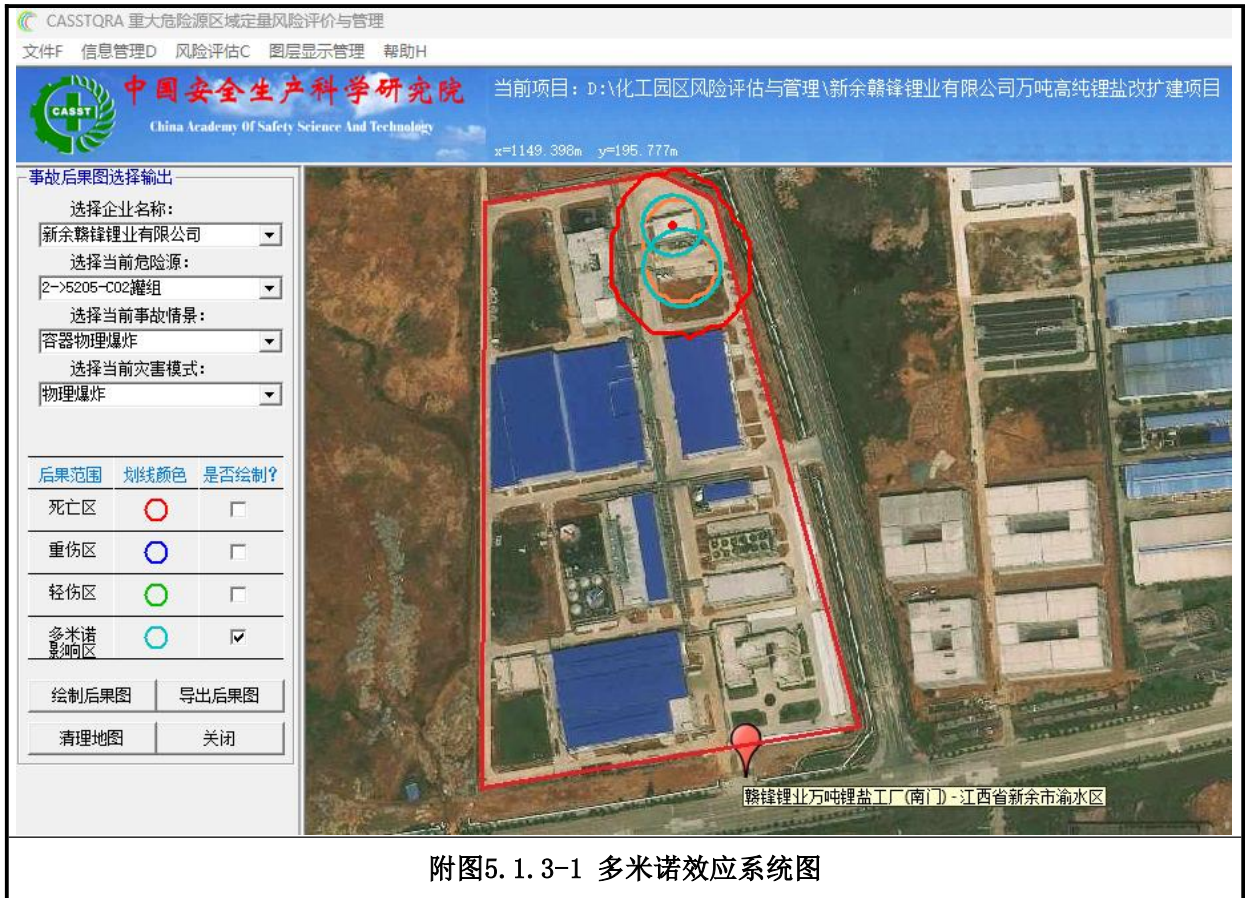 CASSTQRA 重大危险源区域定量风险评价与管理
文件F 信息管理D 风险评估C 图层显示管理 帮助H
CASST
中国安全生产科学研究院
China Academy Of Safety Science And Technology
当前项目：D:\化工园区风险评估与管理\新余赣锋锂业有限公司万吨高纯锂盐改扩建项目
x=1149.398m y=195.777m
事故后果图选择输出
选择企业名称：
新余赣锋锂业有限公司
选择当前危险源：
2->5205-C02罐组
选择当前事故情景：
容器物理爆炸
选择当前灾害模式：
物理爆炸
后果范围 划线颜色 是否绘制?
死亡区
重伤区
轻伤区
多米诺
影响区
绘制后果图 导出后果图
清理地图 关闭
赣锋锂业万吨锂盐工厂(南门)-江西省新余市渝水区
附图5.1.3-1 多米诺效应系统图